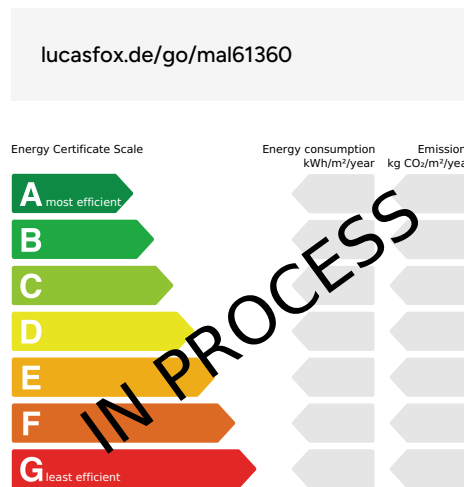 lucasfox.de/go/mal61360
Energy Certificate Scale
Energy consumption
kWh/m²/year
Emission
kg CO₂/m²/yea
A most efficient
B
C
D
E
F
G least efficient
IN PROCESS